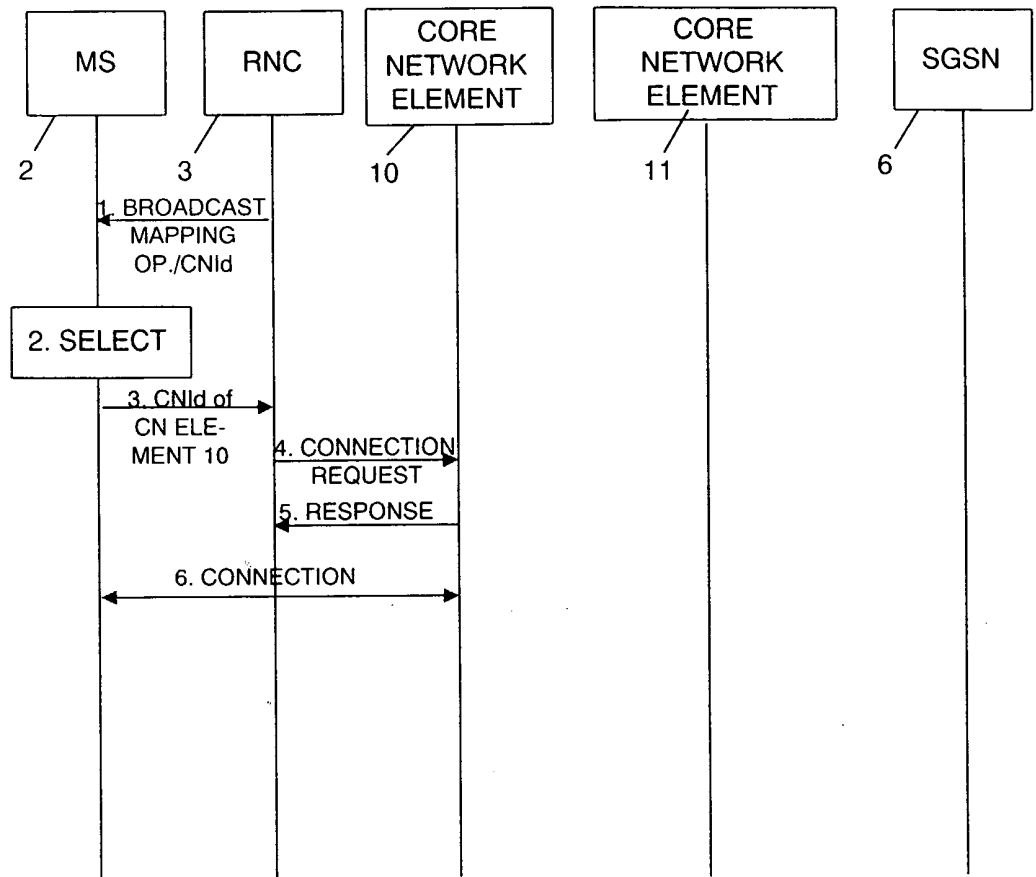 MS
RNC
CORE
NETWORK
ELEMENT
CORE
NETWORK
ELEMENT
SGSN
2
3
10
11
6
1. BROADCAST
MAPPING
OP./CNId
2. SELECT
3. CNId of
CN ELE-
MENT 10
4. CONNECTION
REQUEST
5. RESPONSE
6. CONNECTION